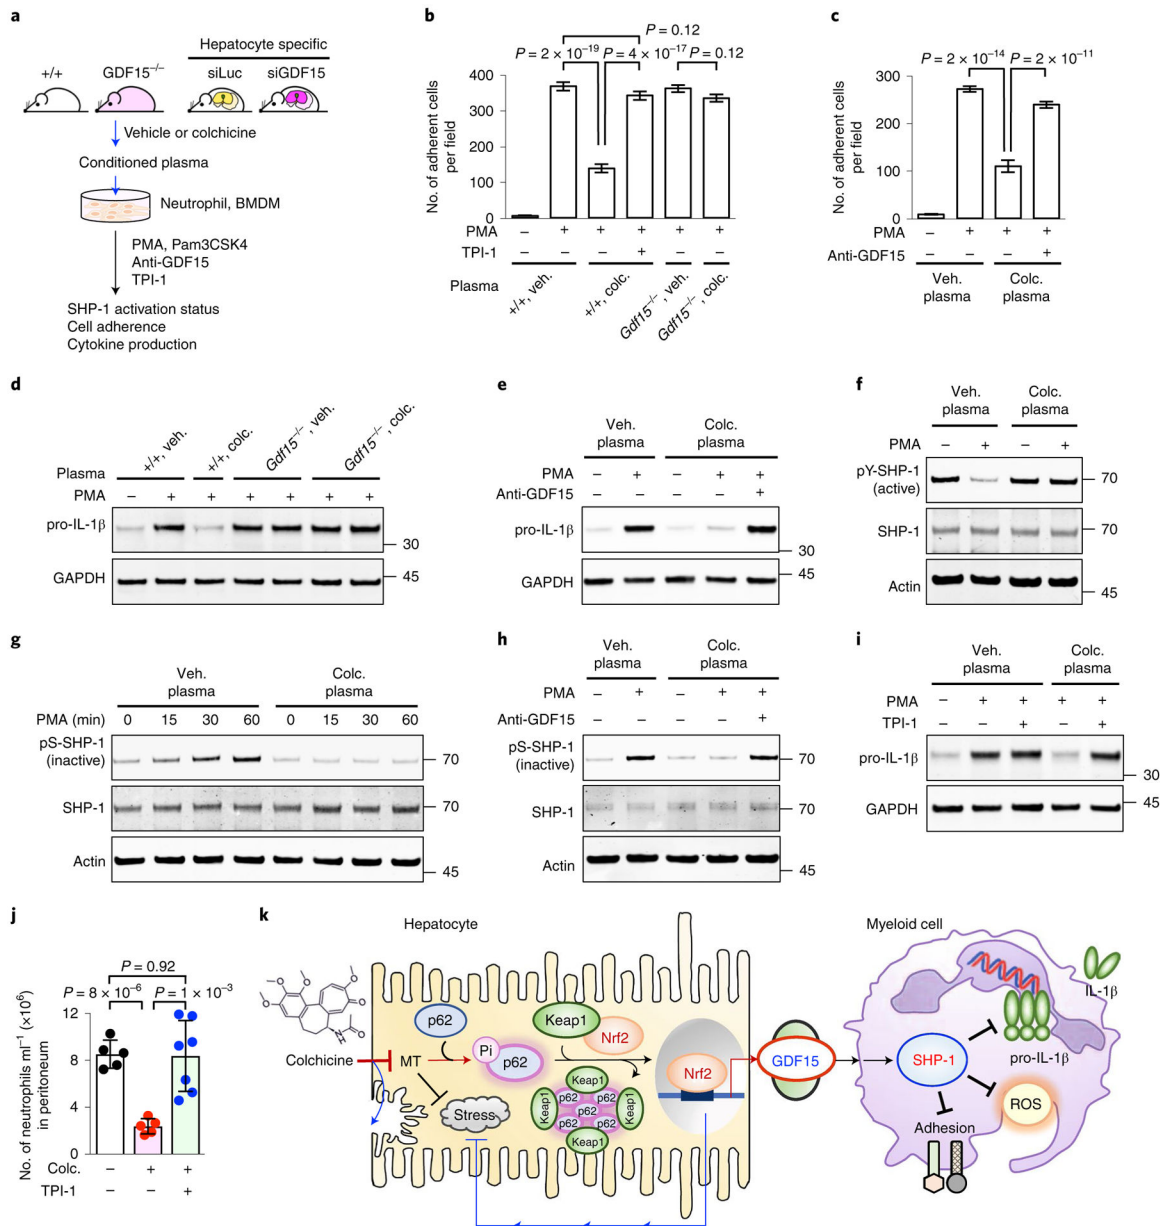 a
Hepatocyte specific
+/+
GDF15−/−
siLuc
siGDF15
Vehicle or colchicine
Conditioned plasma
Neutrophil, BMDM
PMA, Pam3CSK4
Anti-GDF15
TPI-1
SHP-1 activation status
Cell adherence
Cytokine production
b
P = 0.12
P = 2 × 10−19
P = 4 × 10−17
P = 0.12
No. of adherent cells
per field
400
300
200
100
0
PMA − + + + + +
TPI-1 − − − + − −
Plasma
+/+, veh.
+/+, colc.
Gdf15−/−, veh.
Gdf15−/−, colc.
c
P = 2 × 10−14
P = 2 × 10−11
No. of adherent cells
per field
300
200
100
0
PMA − + + +
Anti-GDF15 − − − +
Veh.
plasma
Colc.
plasma
d
Plasma
+/+, veh.
+/+, colc.
Gdf15−/−, veh.
Gdf15−/−, colc.
PMA − + + + + + +
pro-IL-1β
30
GAPDH
45
e
Veh.
plasma
Colc.
plasma
PMA − + − + +
Anti-GDF15 − − − − +
pro-IL-1β
30
GAPDH
45
f
Veh.
plasma
Colc.
plasma
PMA − + − +
pY-SHP-1
(active)
70
SHP-1
70
Actin
45
g
Veh.
plasma
Colc.
plasma
PMA (min) 0 15 30 60 0 15 30 60
pS-SHP-1
(inactive)
70
SHP-1
70
Actin
45
h
Veh.
plasma
Colc.
plasma
PMA − + − + +
Anti-GDF15 − − − − +
pS-SHP-1
(inactive)
70
SHP-1
70
Actin
45
i
Veh.
plasma
Colc.
plasma
PMA − + + + +
TPI-1 − − + − +
pro-IL-1β
30
GAPDH
45
j
P = 0.92
P = 8 × 10−6
P = 1 × 10−3
No. of neutrophils ml−1 (×106)
in peritoneum
12
8
4
0
Colc. − + +
TPI-1 − − +
k
Hepatocyte
Myeloid cell
Colchicine
MT
p62
Pi
p62
Keap1
Nrf2
Stress
Keap1
Keap1
p62
p62
p62
p62
p62
Keap1
Keap1
Nrf2
GDF15
SHP-1
IL-1β
pro-IL-1β
ROS
Adhesion
O
O
O
O
O
O
N
H